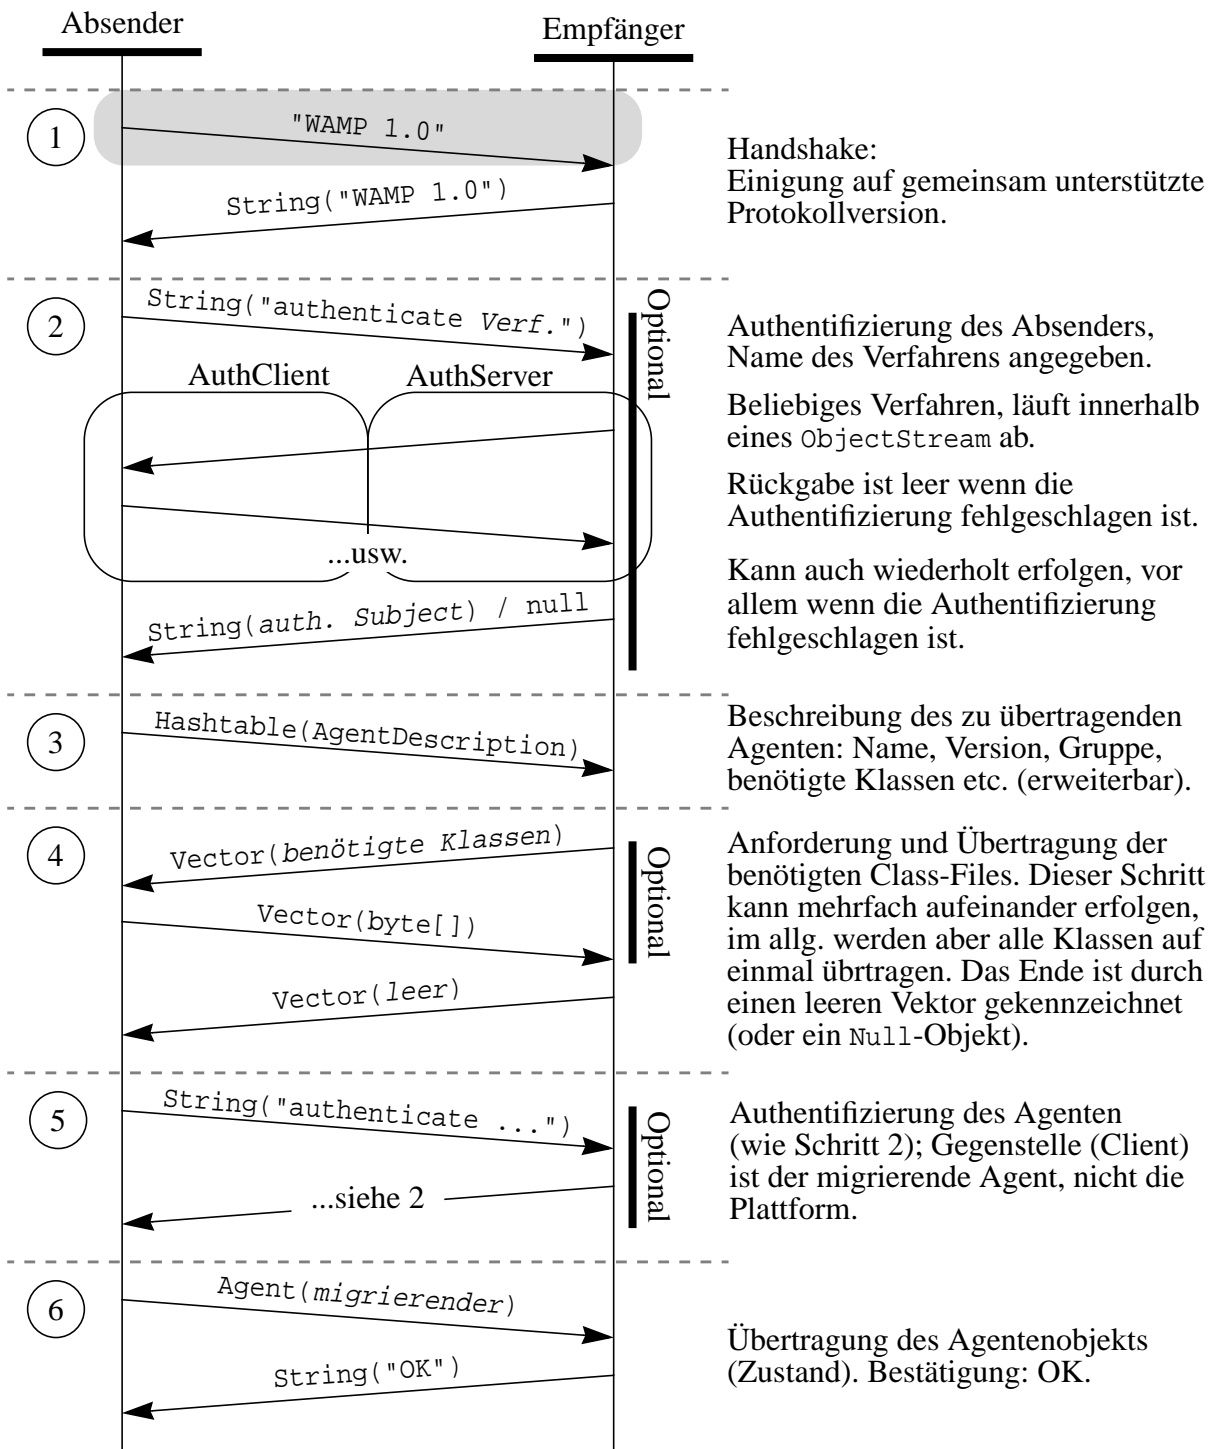 Absender
Empfänger
1
"WAMP 1.0"
String("WAMP 1.0")
Handshake:
Einigung auf gemeinsam unterstützte
Protokollversion.
2
String("authenticate Verf.")
Optional
AuthClient
AuthServer
...usw.
String(auth. Subject) / null
Authentifizierung des Absenders,
Name des Verfahrens angegeben.
Beliebiges Verfahren, läuft innerhalb
eines ObjectStream ab.
Rückgabe ist leer wenn die
Authentifizierung fehlgeschlagen ist.
Kann auch wiederholt erfolgen, vor
allem wenn die Authentifizierung
fehlgeschlagen ist.
3
Hashtable(AgentDescription)
Beschreibung des zu übertragenden
Agenten: Name, Version, Gruppe,
benötigte Klassen etc. (erweiterbar).
4
Vector(benötigte Klassen)
Vector(byte[])
Vector(leer)
Optional
Anforderung und Übertragung der
benötigten Class-Files. Dieser Schritt
kann mehrfach aufeinander erfolgen,
im allg. werden aber alle Klassen auf
einmal übrtragen. Das Ende ist durch
einen leeren Vektor gekennzeichnet
(oder ein Null-Objekt).
5
String("authenticate ...")
...siehe 2
Optional
Authentifizierung des Agenten
(wie Schritt 2); Gegenstelle (Client)
ist der migrierende Agent, nicht die
Plattform.
6
Agent(migrierender)
String("OK")
Übertragung des Agentenobjekts
(Zustand). Bestätigung: OK.